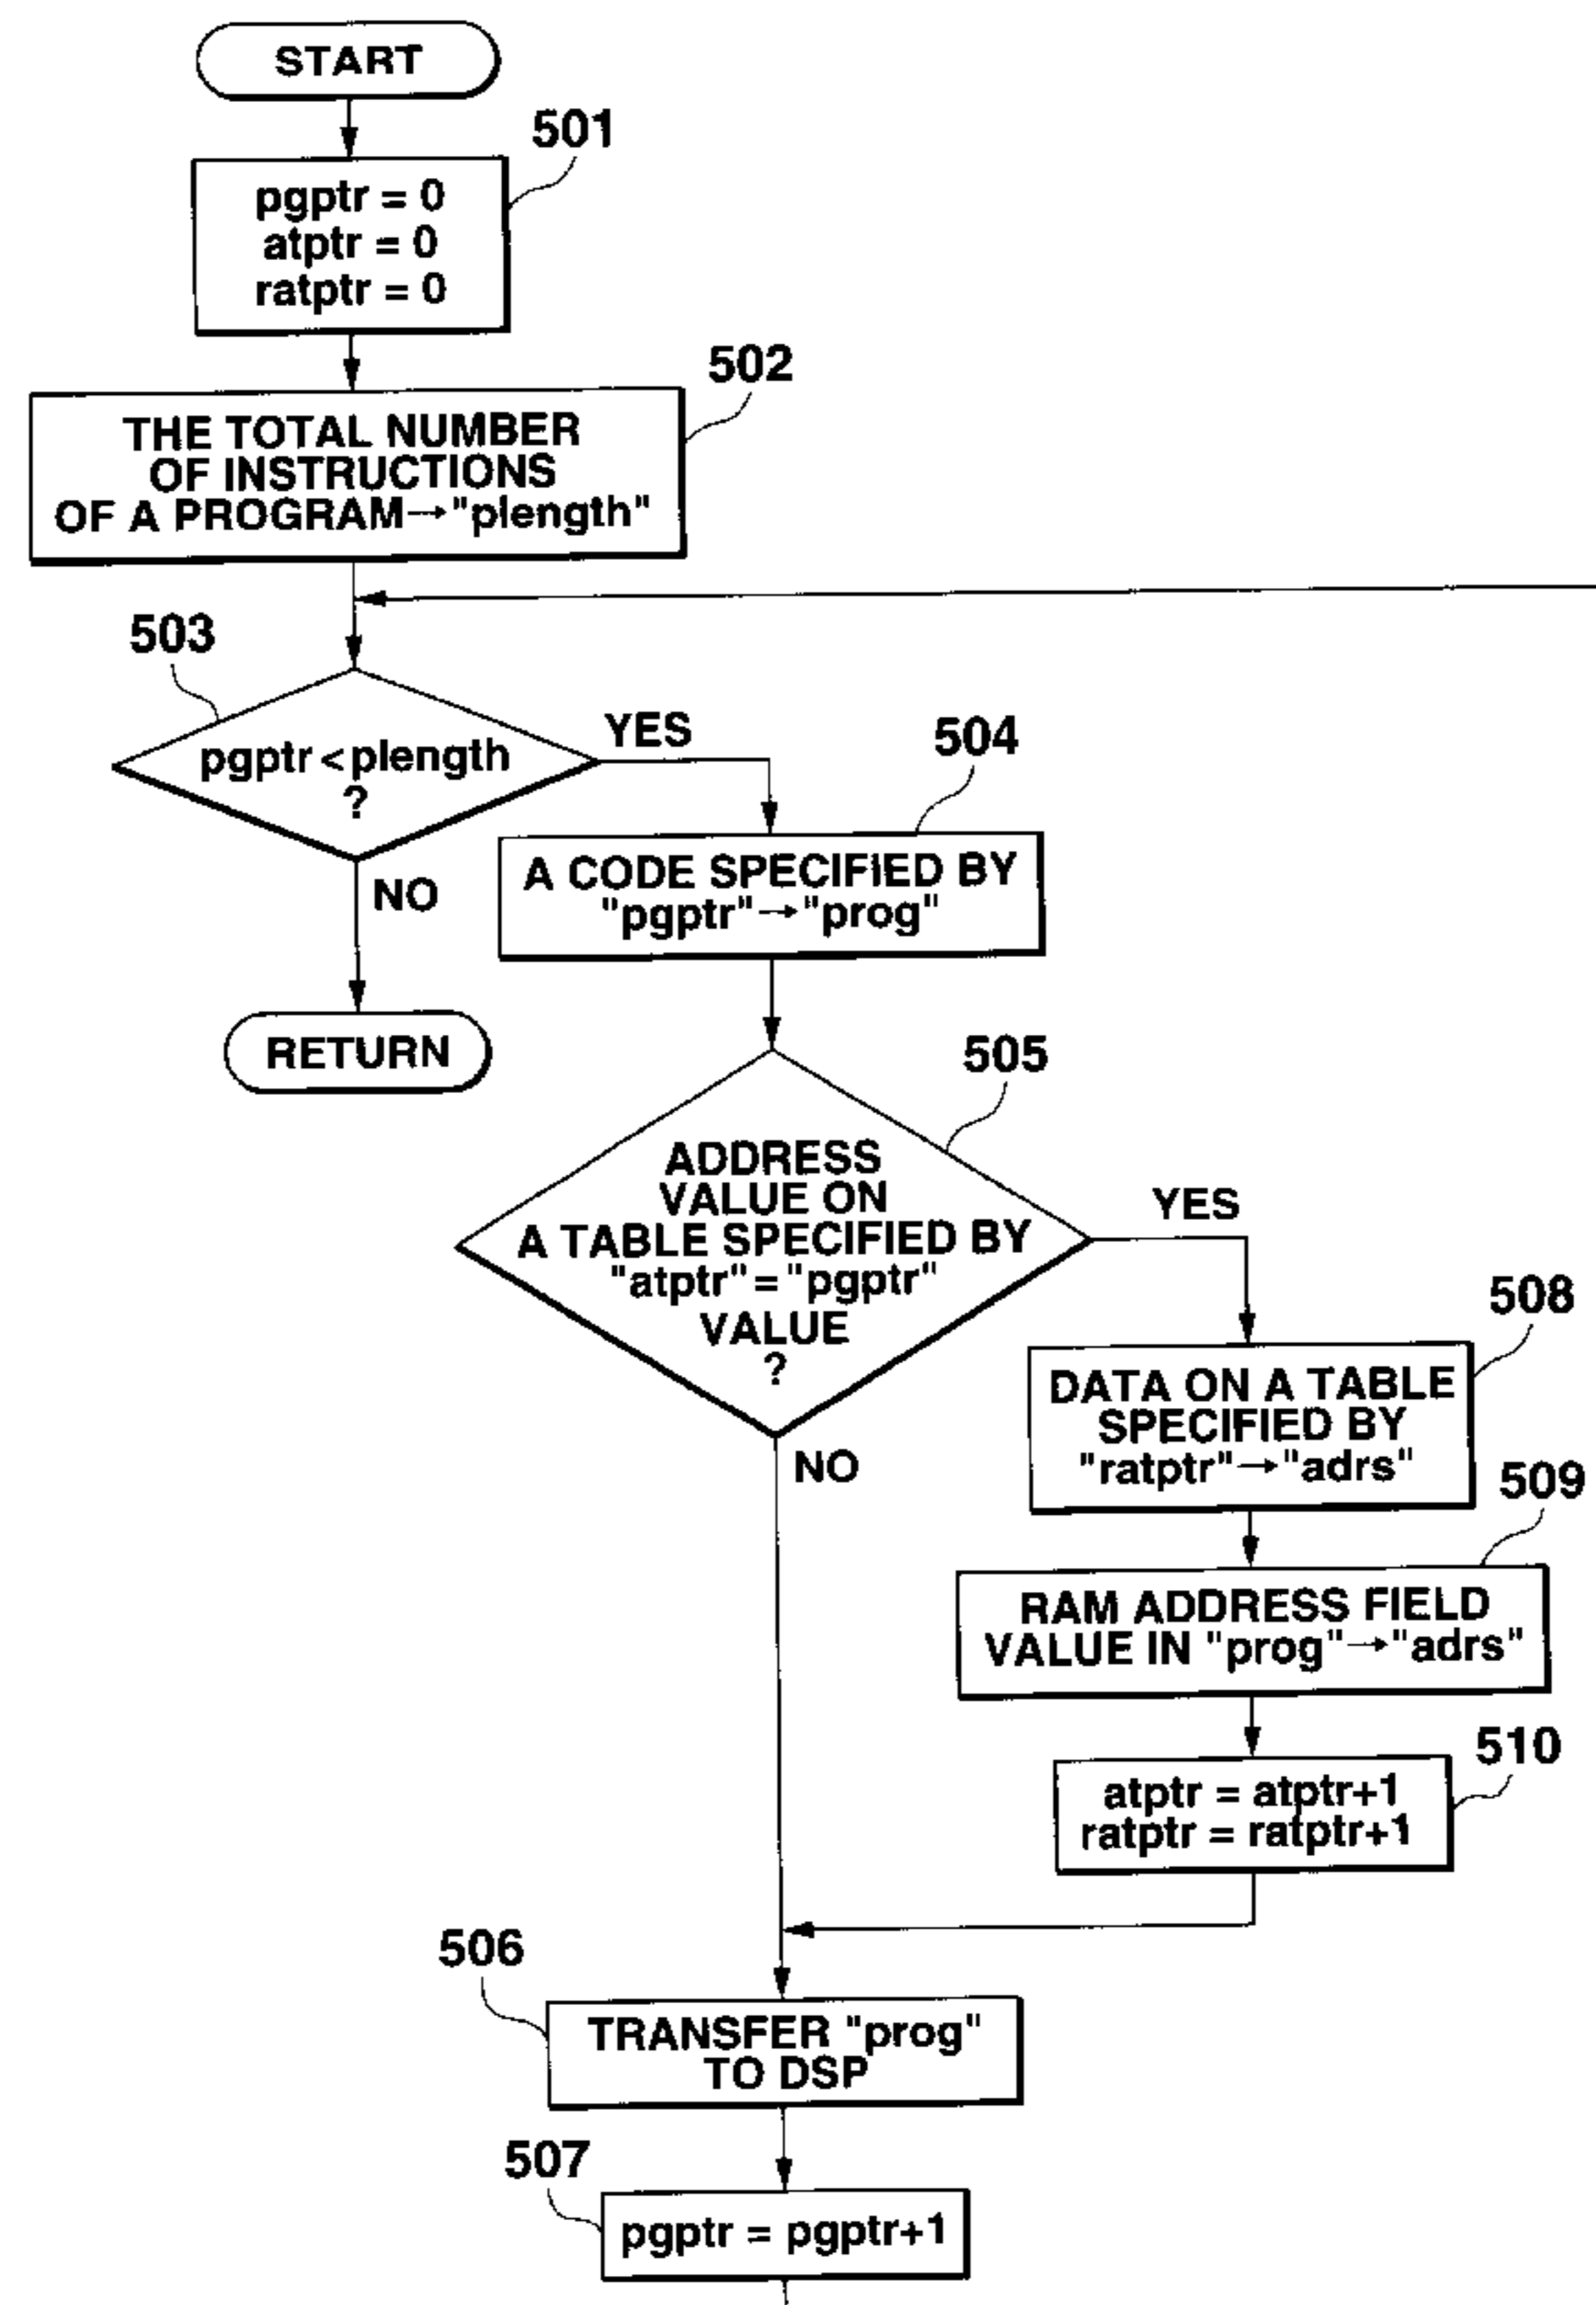 START
501
pgptr = 0
atptr = 0
ratptr = 0
502
THE TOTAL NUMBER
OF INSTRUCTIONS
OF A PROGRAM→"plength"
503
pgptr<plength
?
YES
NO
RETURN
504
A CODE SPECIFIED BY
"pgptr"→"prog"
505
ADDRESS
VALUE ON
A TABLE SPECIFIED BY
"atptr"="pgptr"
VALUE
?
YES
NO
508
DATA ON A TABLE
SPECIFIED BY
"ratptr"→"adrs"
509
RAM ADDRESS FIELD
VALUE IN "prog"→"adrs"
510
atptr = atptr+1
ratptr = ratptr+1
506
TRANSFER "prog"
TO DSP
507
pgptr = pgptr+1